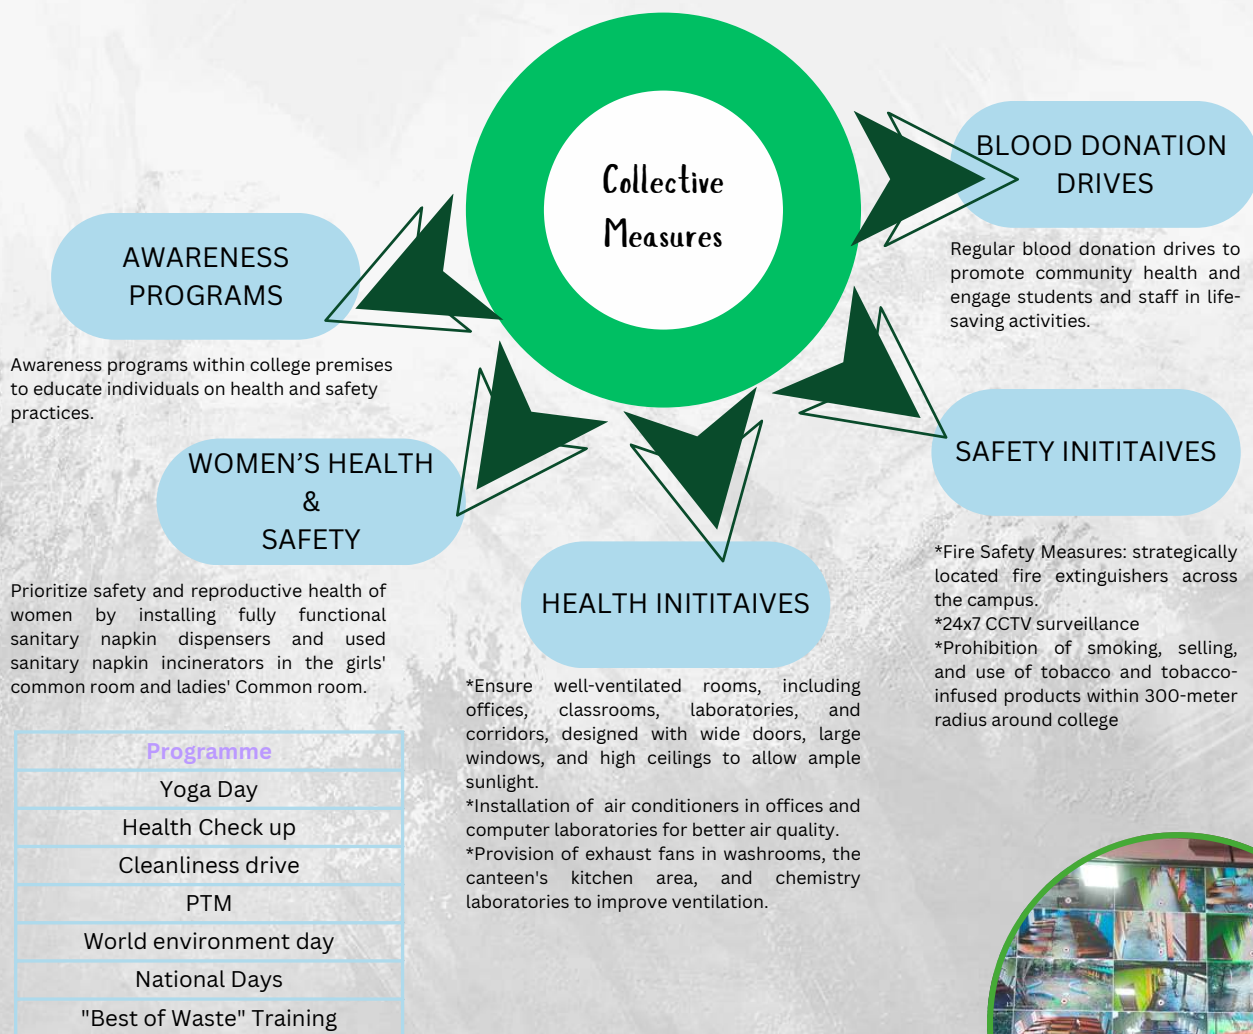 Collective
Measures
BLOOD DONATION
DRIVES
Regular blood donation drives to
promote community health and
engage students and staff in life-
saving activities.
AWARENESS
PROGRAMS
Awareness programs within college premises
to educate individuals on health and safety
practices.
WOMEN’S HEALTH
&
SAFETY
Prioritize safety and reproductive health of
women by installing fully functional
sanitary napkin dispensers and used
sanitary napkin incinerators in the girls'
common room and ladies' Common room.
HEALTH INITITAIVES
*Ensure well-ventilated rooms, including
offices, classrooms, laboratories, and
corridors, designed with wide doors, large
windows, and high ceilings to allow ample
sunlight.
*Installation of air conditioners in offices and
computer laboratories for better air quality.
*Provision of exhaust fans in washrooms, the
canteen's kitchen area, and chemistry
laboratories to improve ventilation.
SAFETY INITITAIVES
*Fire Safety Measures: strategically
located fire extinguishers across
the campus.
*24x7 CCTV surveillance
*Prohibition of smoking, selling,
and use of tobacco and tobacco-
infused products within 300-meter
radius around college
Programme
Yoga Day
Health Check up
Cleanliness drive
PTM
World environment day
National Days
"Best of Waste" Training